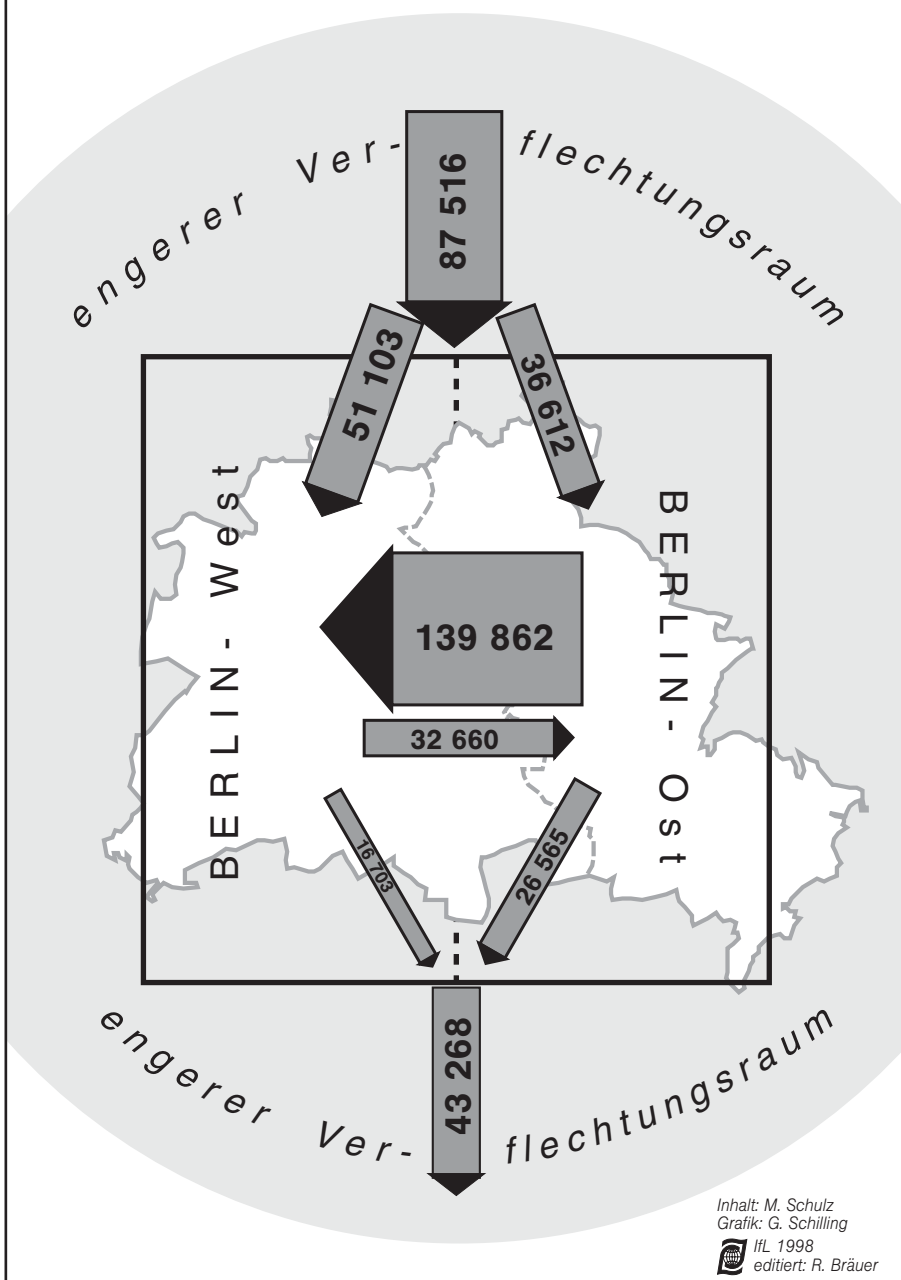 engerer Ver-flechtungsraum
87 516
51 103
36 612
BERLIN-West
BERLIN-Ost
139 862
32 660
16 703
26 565
43 268
engerer Ver-flechtungsraum
Inhalt: M. Schulz
Grafik: G. Schilling
IfL 1998
editiert: R. Bräuer